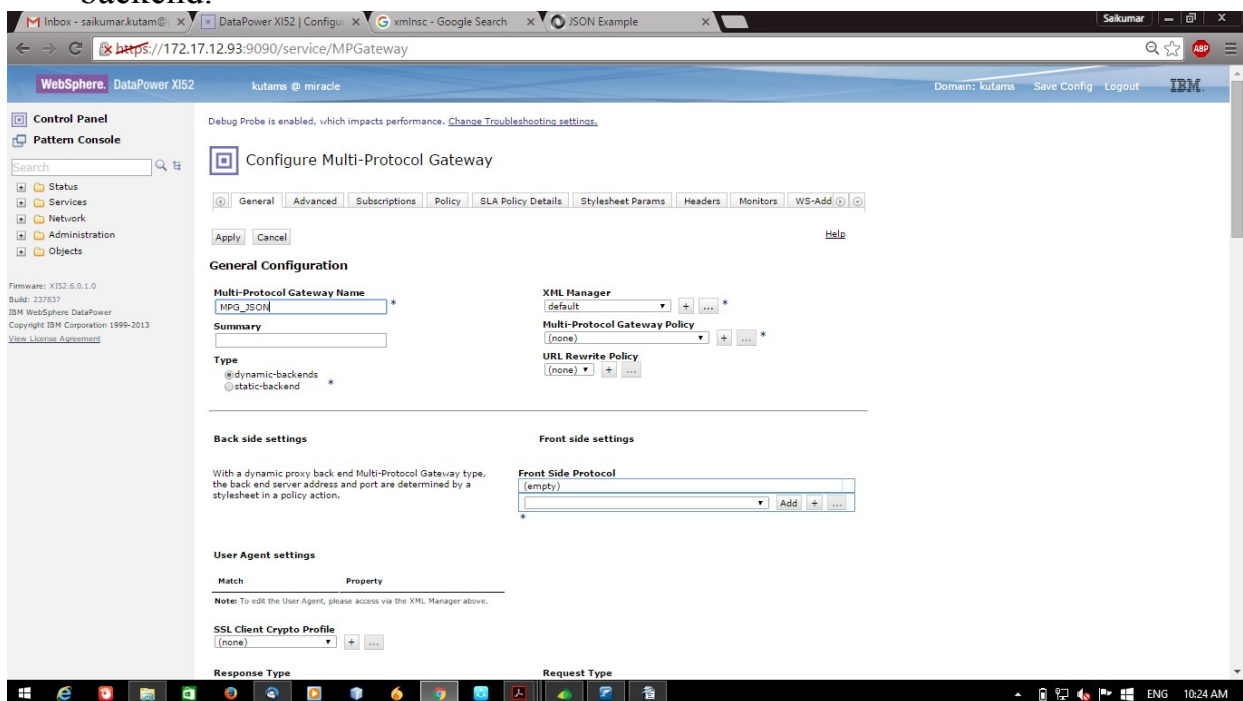 backend.
Inbox - saikumar.kutam@
DataPower XI52 | Configur
xmlnsc - Google Search
JSON Example
Saikumar
https://172.17.12.93:9090/service/MPGateway
ABP
WebSphere. DataPower XI52
kutams @ miracle
Domain: kutams Save Config Logout IBM.
Control Panel
Pattern Console
Search
Status
Services
Network
Administration
Objects
Firmware: XI52.6.0.1.0
Build: 237837
IBM WebSphere DataPower
Copyright IBM Corporation 1999-2013
View License Agreement
Debug Probe is enabled, which impacts performance. Change Troubleshooting settings.
Configure Multi-Protocol Gateway
General Advanced Subscriptions Policy SLA Policy Details Stylesheet Params Headers Monitors WS-Add
Apply Cancel
Help
General Configuration
Multi-Protocol Gateway Name
MPG_JSON *
Summary
Type
dynamic-backends
static-backend *
XML Manager
default + ... *
Multi-Protocol Gateway Policy
(none) + ... *
URL Rewrite Policy
(none) + ...
Back side settings
With a dynamic proxy back end Multi-Protocol Gateway type,
the back end server address and port are determined by a
stylesheet in a policy action.
Front side settings
Front Side Protocol
(empty)
Add + ...
*
User Agent settings
Match Property
Note: To edit the User Agent, please access via the XML Manager above.
SSL Client Crypto Profile
(none) + ...
Response Type
Request Type
ENG 10:24 AM